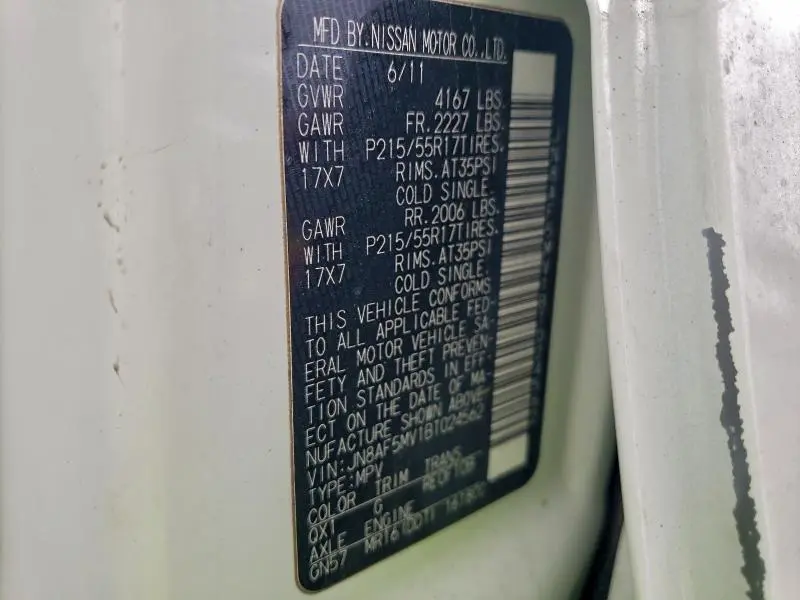 MFD BY.NISSAN MOTOR CO.,LTD.
DATE 6/11
GVWR 4167 LBS.
GAWR FR.2227 LBS.
WITH P215/55R17TIRES.
17X7 RIMS.AT35PSI
COLD SINGLE.
GAWR RR.2006 LBS.
WITH P215/55R17TIRES.
17X7 RIMS.AT35PSI
COLD SINGLE.
THIS VEHICLE CONFORMS
TO ALL APPLICABLE FED-
ERAL MOTOR VEHICLE SA-
FETY AND THEFT PREVEN-
TION STANDARDS IN EFF-
ECT ON THE DATE OF MA-
NUFACTURE SHOWN ABOVE.
VIN:JN8AF5MV1BT024562
TYPE:MPV
COLOR TRIM TRANS
QX1 G RE0F10B
AXLE ENGINE
GN57 MR16(DDT) 1618CC